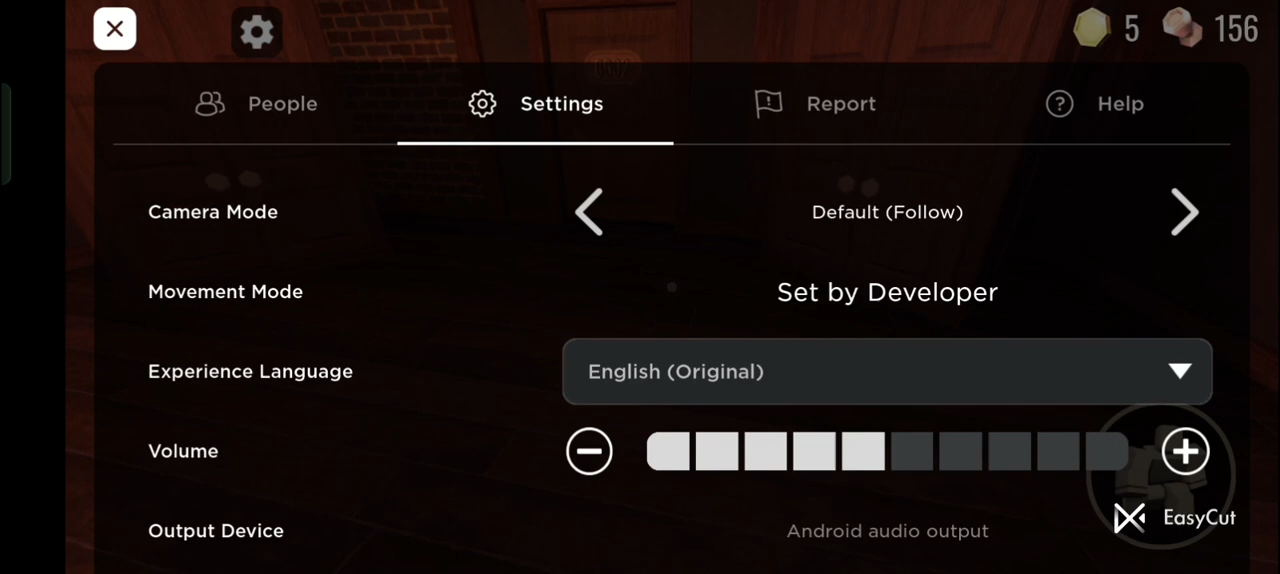 5 156
People Settings Report Help
Camera Mode Default (Follow)
Movement Mode Set by Developer
Experience Language English (Original)
Volume
EasyCut
Output Device Android audio output